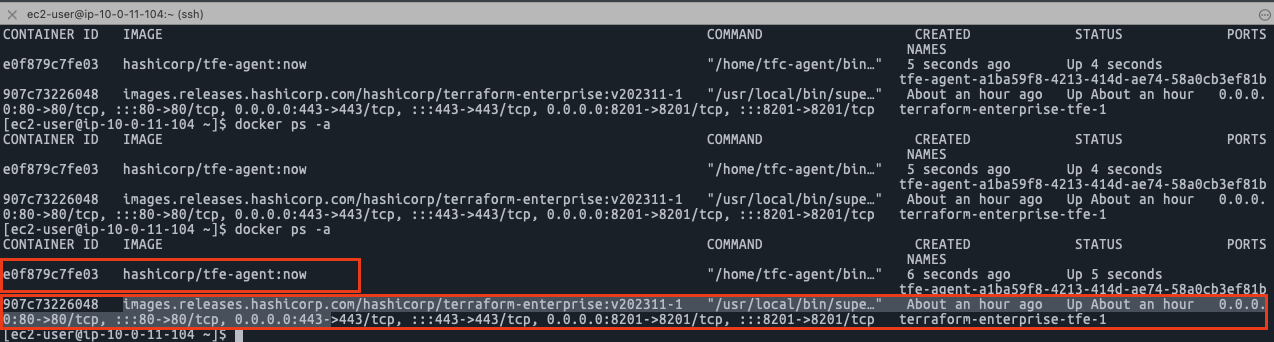 ec2-user@ip-10-0-11-104:~ (ssh)
CONTAINER ID IMAGE COMMAND CREATED STATUS PORTS
NAMES
e0f879c7fe03 hashicorp/tfe-agent:now "/home/tfc-agent/bin…" 5 seconds ago Up 4 seconds
tfe-agent-a1ba59f8-4213-414d-ae74-58a0cb3ef81b
907c73226048 images.releases.hashicorp.com/hashicorp/terraform-enterprise:v202311-1 "/usr/local/bin/supe…" About an hour ago Up About an hour 0.0.0.
0:80->80/tcp, :::80->80/tcp, 0.0.0.0:443->443/tcp, :::443->443/tcp, 0.0.0.0:8201->8201/tcp, :::8201->8201/tcp terraform-enterprise-tfe-1
[ec2-user@ip-10-0-11-104 ~]$ docker ps -a
CONTAINER ID IMAGE COMMAND CREATED STATUS PORTS
NAMES
e0f879c7fe03 hashicorp/tfe-agent:now "/home/tfc-agent/bin…" 5 seconds ago Up 4 seconds
tfe-agent-a1ba59f8-4213-414d-ae74-58a0cb3ef81b
907c73226048 images.releases.hashicorp.com/hashicorp/terraform-enterprise:v202311-1 "/usr/local/bin/supe…" About an hour ago Up About an hour 0.0.0.
0:80->80/tcp, :::80->80/tcp, 0.0.0.0:443->443/tcp, :::443->443/tcp, 0.0.0.0:8201->8201/tcp, :::8201->8201/tcp terraform-enterprise-tfe-1
[ec2-user@ip-10-0-11-104 ~]$ docker ps -a
CONTAINER ID IMAGE COMMAND CREATED STATUS PORTS
NAMES
e0f879c7fe03 hashicorp/tfe-agent:now "/home/tfc-agent/bin…" 6 seconds ago Up 5 seconds
tfe-agent-a1ba59f8-4213-414d-ae74-58a0cb3ef81b
907c73226048 images.releases.hashicorp.com/hashicorp/terraform-enterprise:v202311-1 "/usr/local/bin/supe…" About an hour ago Up About an hour 0.0.0.
0:80->80/tcp, :::80->80/tcp, 0.0.0.0:443->443/tcp, :::443->443/tcp, 0.0.0.0:8201->8201/tcp, :::8201->8201/tcp terraform-enterprise-tfe-1
[ec2-user@ip-10-0-11-104 ~]$